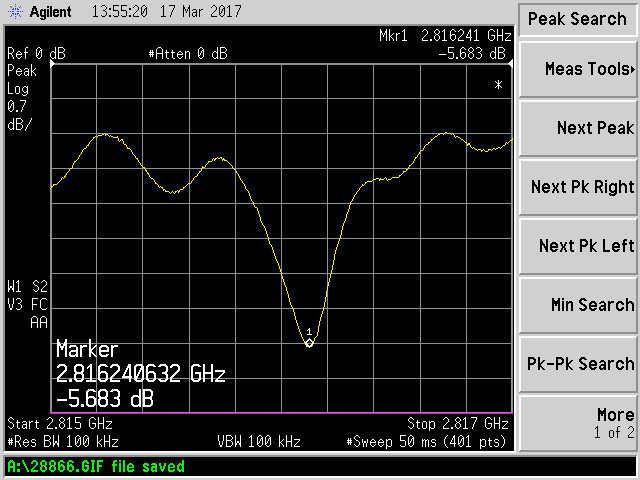 Agilent 13:55:20 17 Mar 2017
Peak Search
Mkr1 2.816241 GHz
Ref 0 dB #Atten 0 dB -5.683 dB
Peak
Log
0.7
dB/
*
Meas Tools
Next Peak
Next Pk Right
Next Pk Left
Min Search
Pk-Pk Search
More
1 of 2
W1 S2
V3 FC
AA
1
Marker
2.816240632 GHz
-5.683 dB
Start 2.815 GHz Stop 2.817 GHz
#Res BW 100 kHz VBW 100 kHz #Sweep 50 ms (401 pts)
A:\28866.GIF file saved